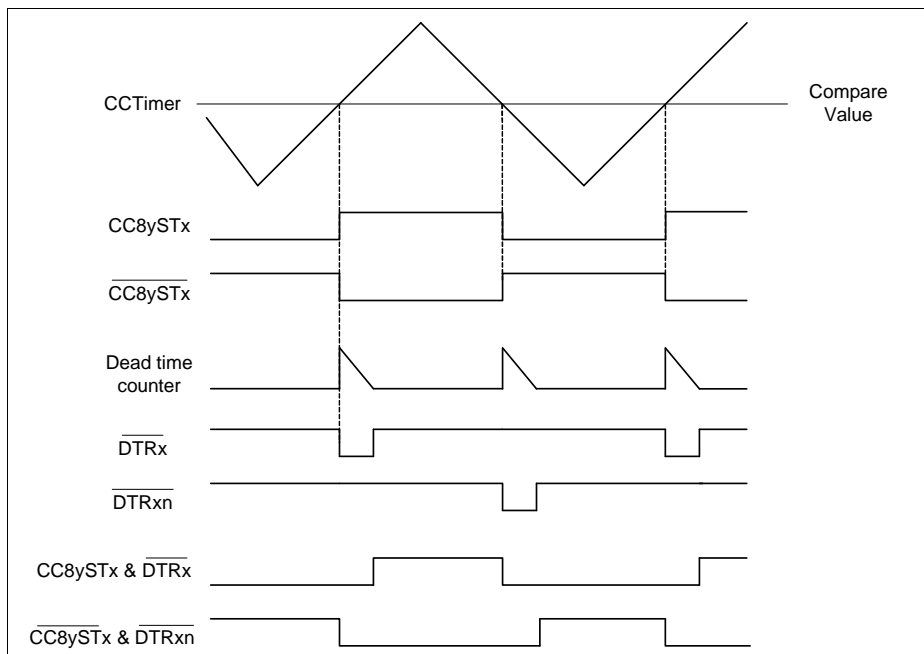 CCTimer
Compare
Value
CC8ySTx
CC8ySTx
Dead time
counter
DTRx
DTRxn
CC8ySTx & DTRx
CC8ySTx & DTRxn